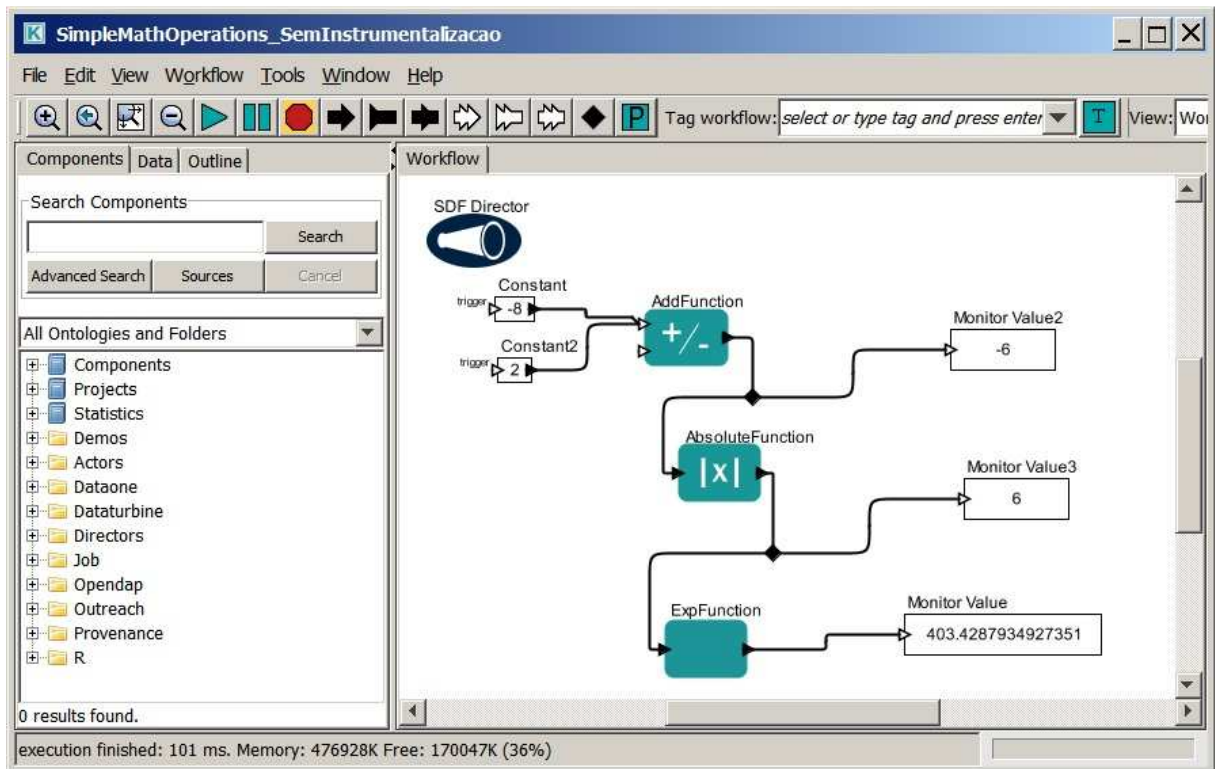 SimpleMathOperations_SemInstrumentalizacao
File Edit View Workflow Tools Window Help
P Tag workflow: select or type tag and press enter T View: Wor
Components Data Outline
Search Components
Search
Advanced Search Sources Cancel
All Ontologies and Folders
Components
Projects
Statistics
Demos
Actors
Dataone
Dataturbine
Directors
Job
Opendap
Outreach
Provenance
R
0 results found.
Workflow
SDF Director
Constant
trigger -8
Constant2
trigger 2
AddFunction
+/-
Monitor Value2
-6
AbsoluteFunction
|x|
Monitor Value3
6
ExpFunction
Monitor Value
403.4287934927351
execution finished: 101 ms. Memory: 476928K Free: 170047K (36%)